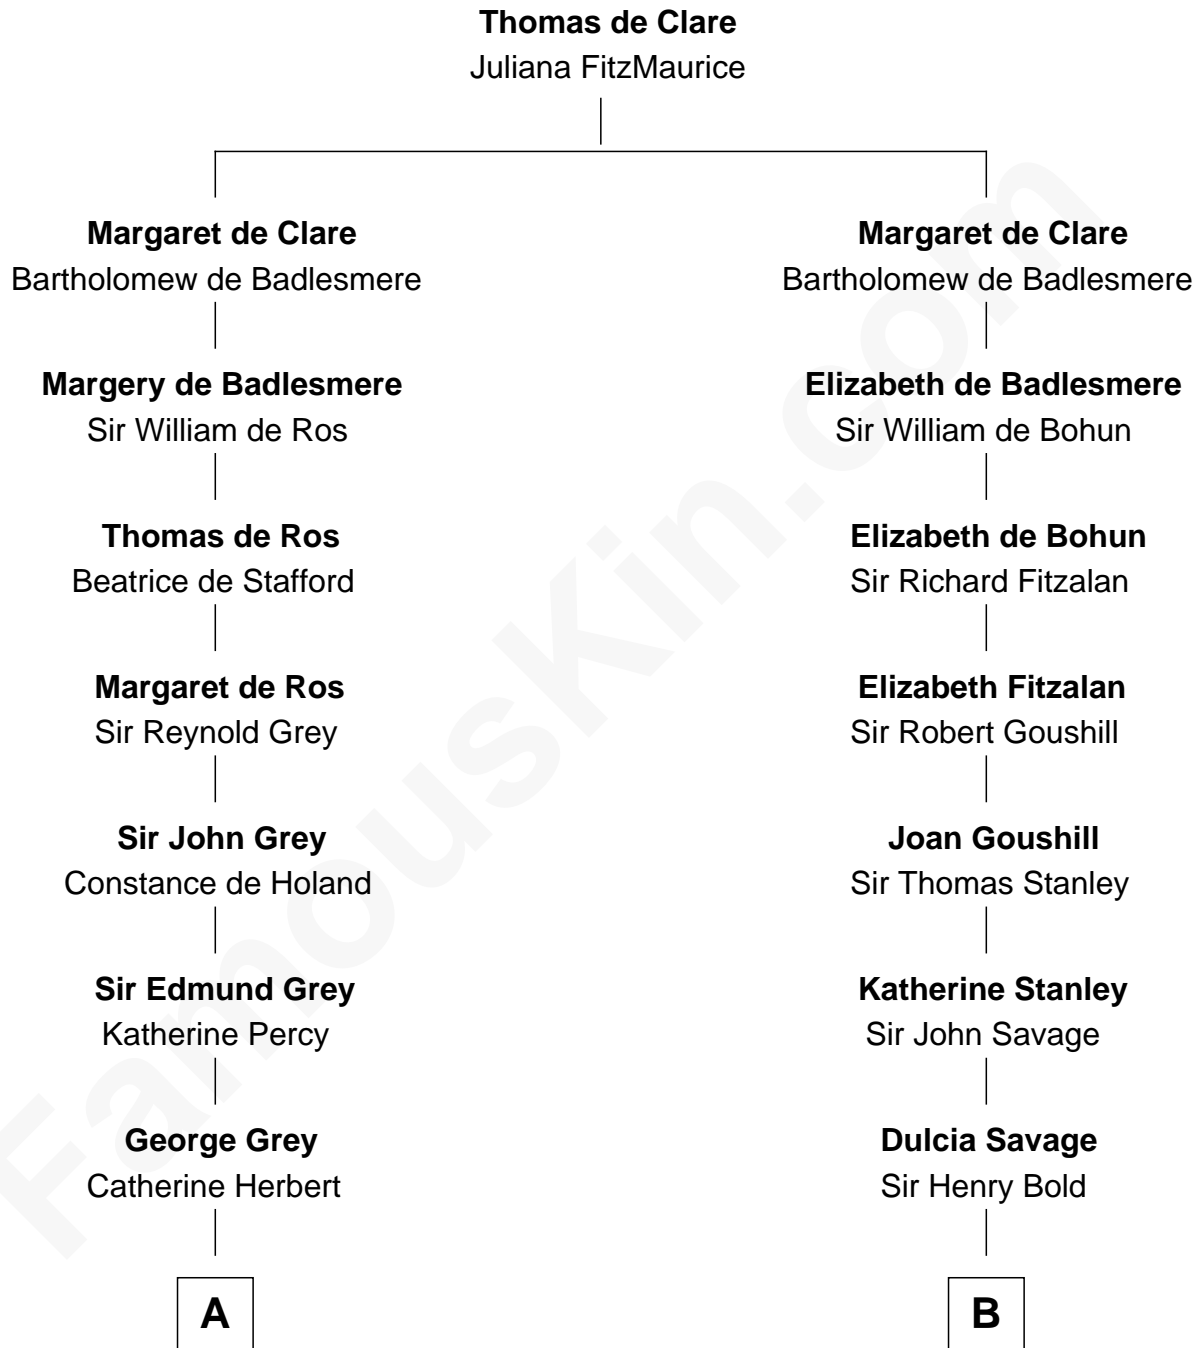 Thomas de Clare
Juliana FitzMaurice
Margaret de Clare
Bartholomew de Badlesmere
Margaret de Clare
Bartholomew de Badlesmere
Margery de Badlesmere
Sir William de Ros
Elizabeth de Badlesmere
Sir William de Bohun
Thomas de Ros
Beatrice de Stafford
Elizabeth de Bohun
Sir Richard Fitzalan
Margaret de Ros
Sir Reynold Grey
Elizabeth Fitzalan
Sir Robert Goushill
Sir John Grey
Constance de Holand
Joan Goushill
Sir Thomas Stanley
Sir Edmund Grey
Katherine Percy
Katherine Stanley
Sir John Savage
George Grey
Catherine Herbert
Dulcia Savage
Sir Henry Bold
A
B
FamousKin.com